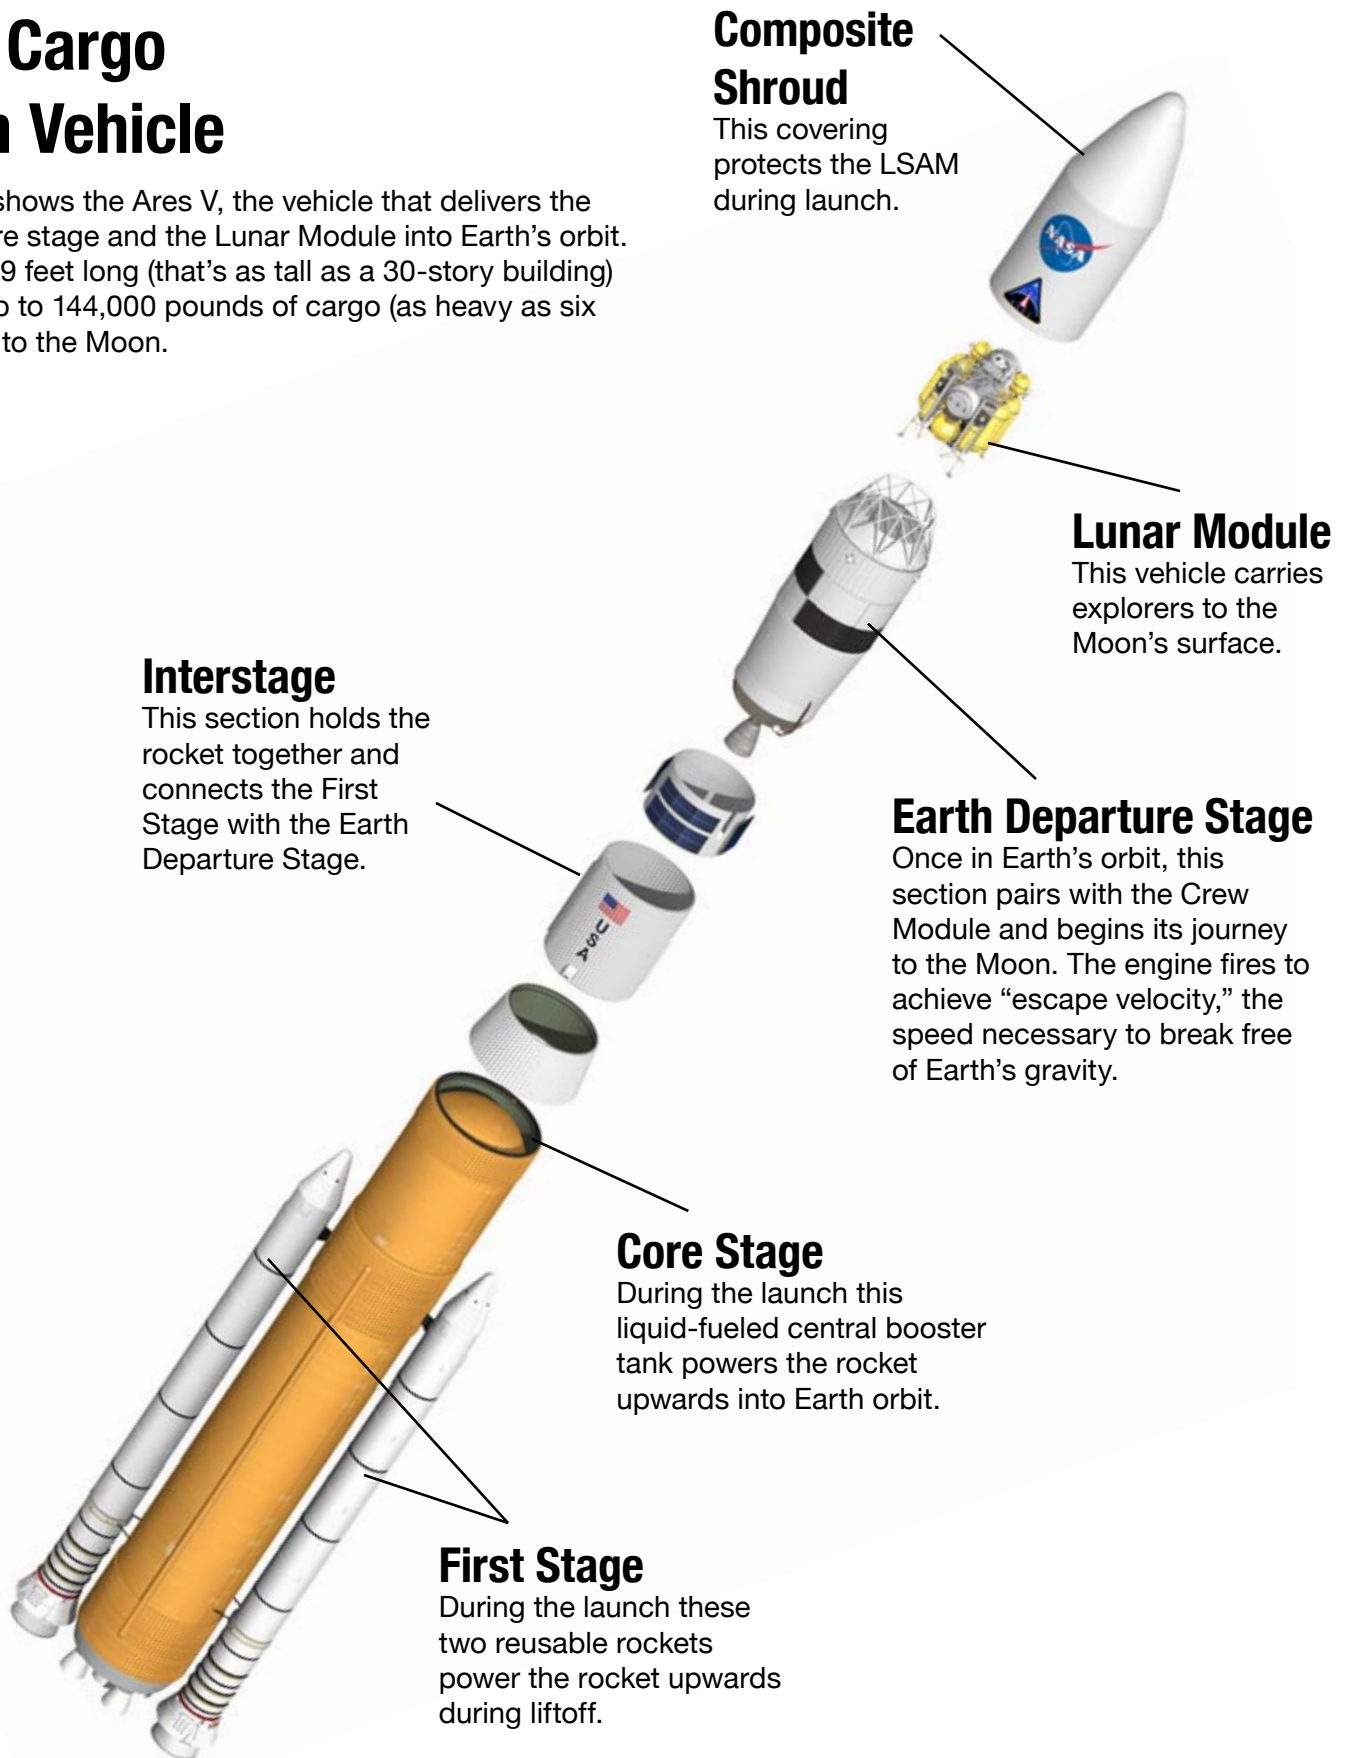 Cargo
Vehicle
shows the Ares V, the vehicle that delivers the
stage and the Lunar Module into Earth's orbit.
9 feet long (that's as tall as a 30-story building)
to 144,000 pounds of cargo (as heavy as six
to the Moon.
Composite
Shroud
This covering
protects the LSAM
during launch.
NASA
Lunar Module
This vehicle carries
explorers to the
Moon's surface.
Interstage
This section holds the
rocket together and
connects the First
Stage with the Earth
Departure Stage.
Earth Departure Stage
Once in Earth's orbit, this
section pairs with the Crew
Module and begins its journey
to the Moon. The engine fires to
achieve “escape velocity,” the
speed necessary to break free
of Earth's gravity.
USA
Core Stage
During the launch this
liquid-fueled central booster
tank powers the rocket
upwards into Earth orbit.
First Stage
During the launch these
two reusable rockets
power the rocket upwards
during liftoff.